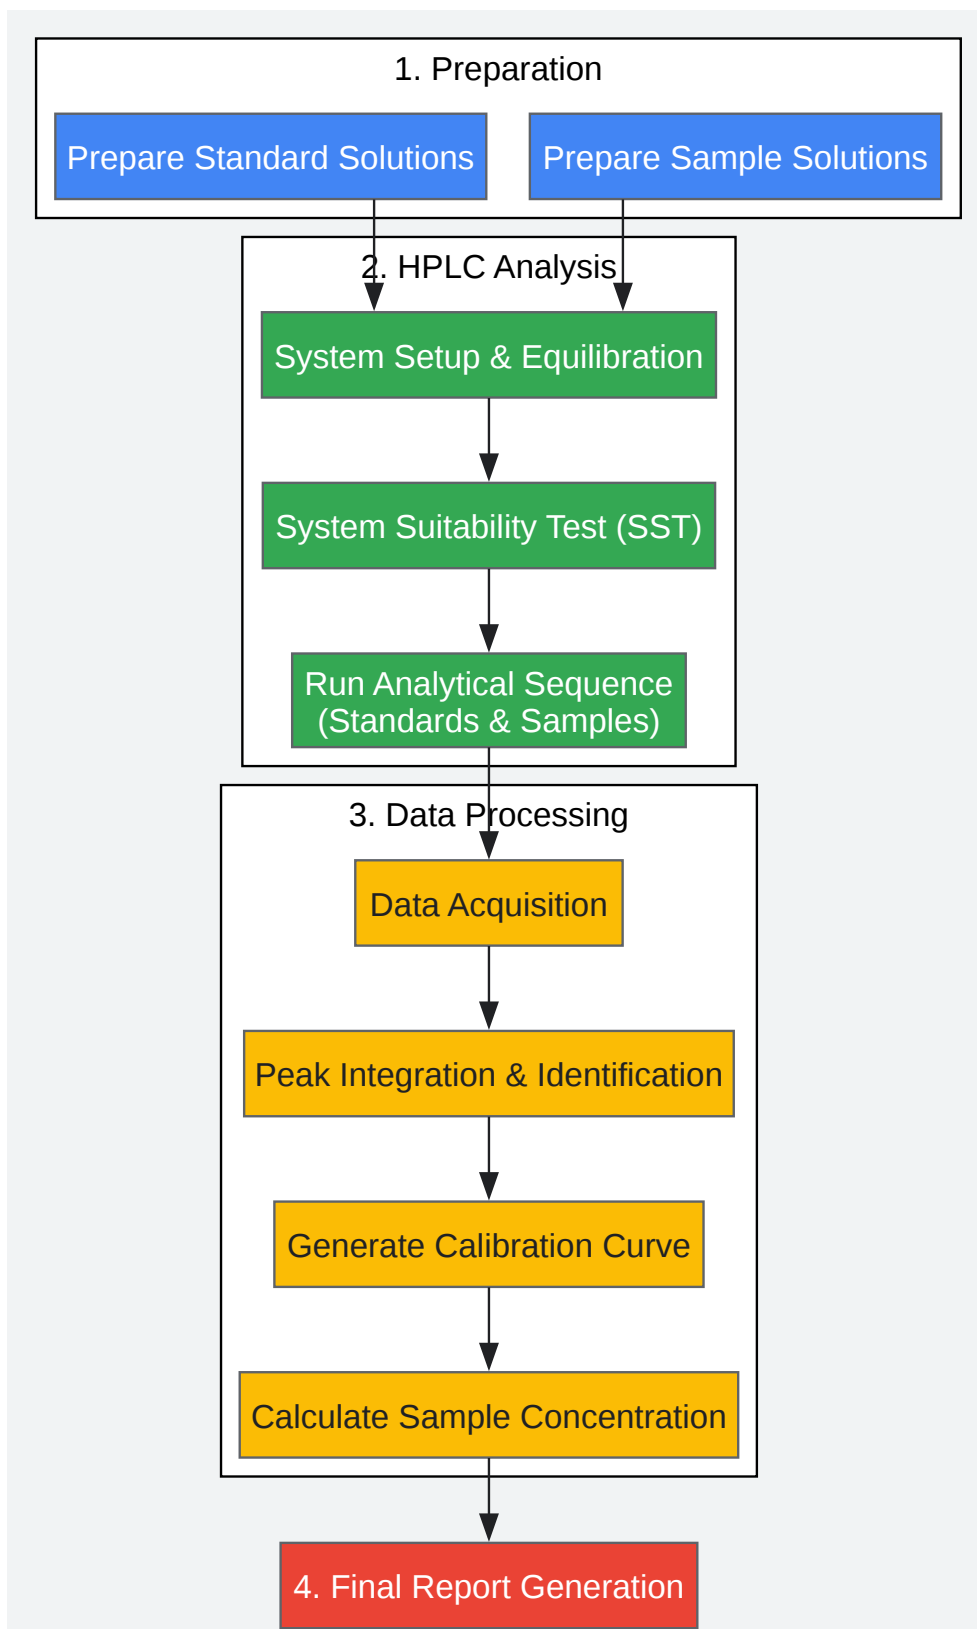 1. Preparation
Prepare Standard Solutions
Prepare Sample Solutions
2. HPLC Analysis
System Setup & Equilibration
System Suitability Test (SST)
Run Analytical Sequence
(Standards & Samples)
3. Data Processing
Data Acquisition
Peak Integration & Identification
Generate Calibration Curve
Calculate Sample Concentration
4. Final Report Generation